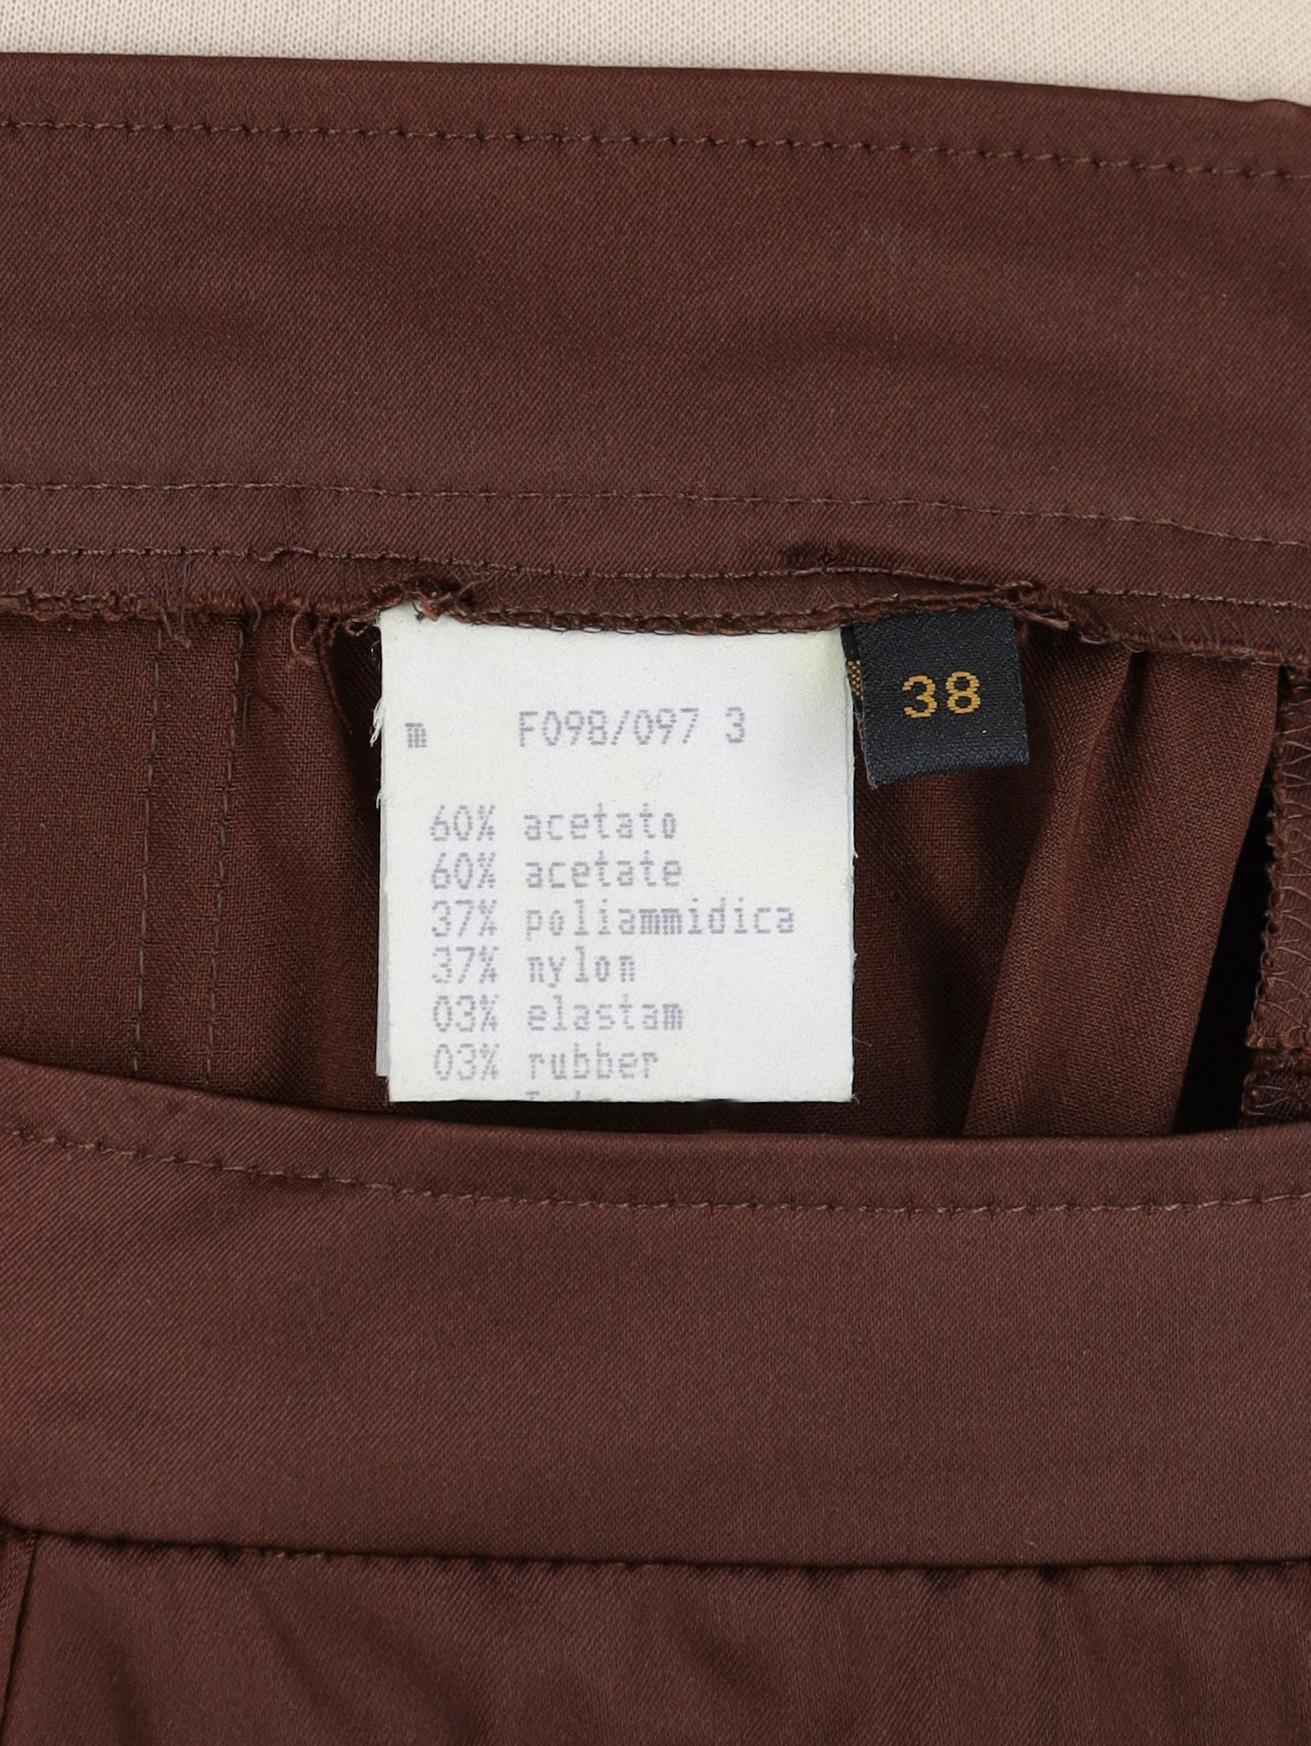 m F098/097 3
38
60% acetato
60% acetate
37% poliammidica
37% nylon
03% elastam
03% rubber